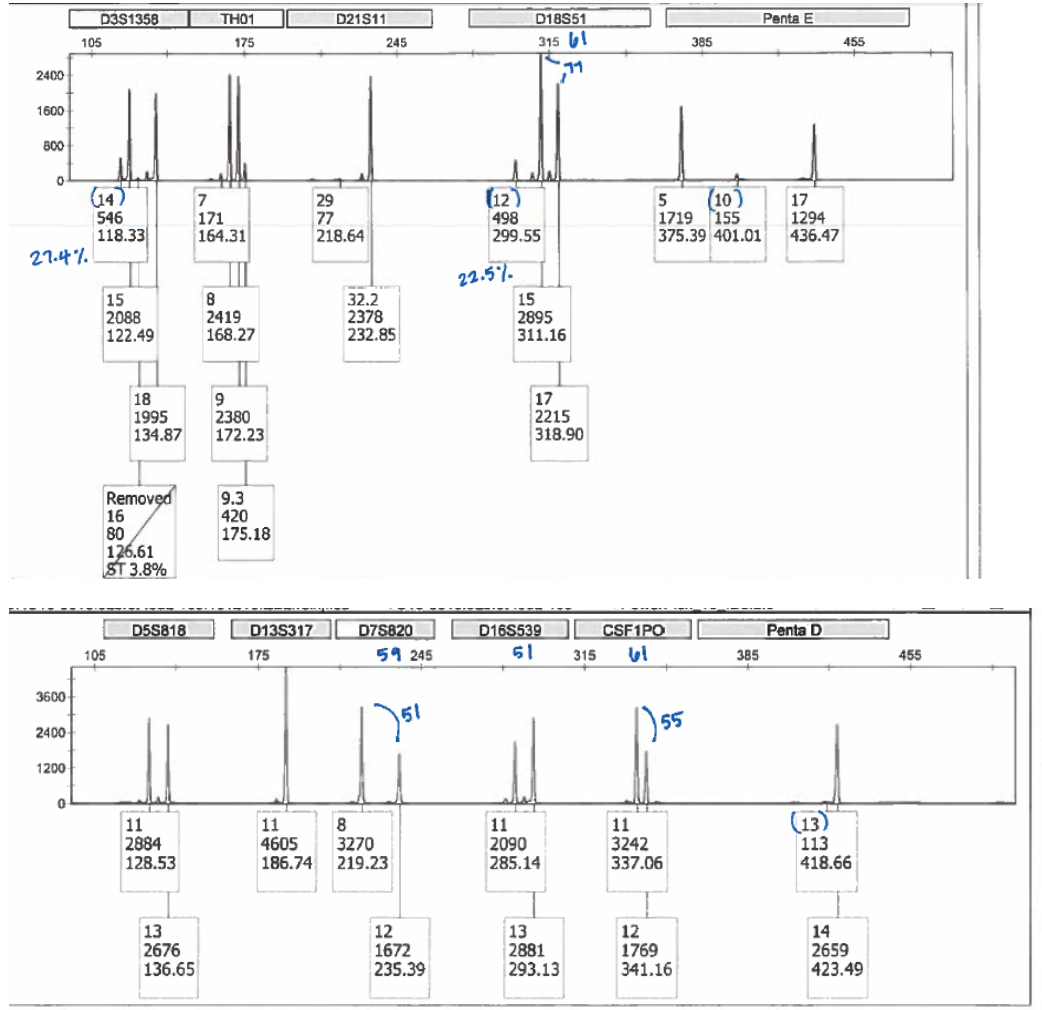 D3S1358 TH01 D21S11 D18S51 Penta E
105 175 245 315 61 385 455
77
2400
1600
800
0
(14) 7 29 (12) 5 (10) 17
546 171 77 498 1719 155 1294
118.33 164.31 218.64 299.55 375.39 401.01 436.47
27.4% 22.5%
15 8 32.2 15
2088 2419 2378 2895
122.49 168.27 232.85 311.16
18 9 17
1995 2380 2215
134.87 172.23 318.90
Removed 9.3
16 420
80 175.18
126.61
ST 3.8%
D5S818 D13S317 D7S820 D16S539 CSF1PO Penta D
105 175 59 245 51 315 61 385 455
3600
2400
1200
0
51 55
11 11 8 11 11 (13)
2884 4605 3270 2090 3242 113
128.53 186.74 219.23 285.14 337.06 418.66
13 12 13 12 14
2676 1672 2881 1769 2659
136.65 235.39 293.13 341.16 423.49